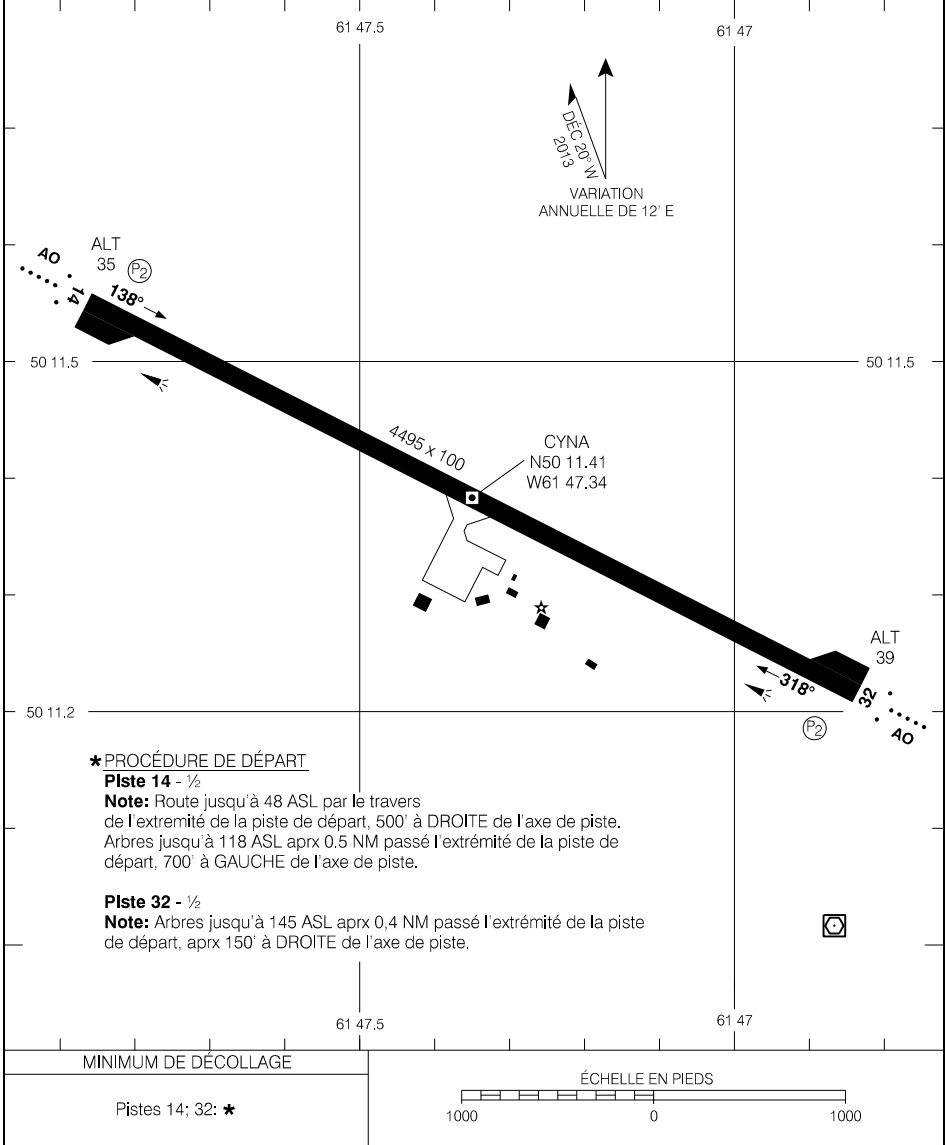 61 47.5
61 47
DÉC 20° W
2013
VARIATION
ANNUELLE DE 12' E
AO
ALT
35
P2
14
138°
50 11.5
50 11.5
4495 x 100
CYNA
N50 11.41
W61 47.34
ALT
39
318°
32
P2
AO
50 11.2
★PROCÉDURE DE DÉPART
Piste 14 - ½
Note: Route jusqu'à 48 ASL par le travers
de l'extremité de la piste de départ, 500' à DROITE de l'axe de piste.
Arbres jusqu'à 118 ASL aprx 0.5 NM passé l'extrémité de la piste de
départ, 700' à GAUCHE de l'axe de piste.
Piste 32 - ½
Note: Arbres jusqu'à 145 ASL aprx 0,4 NM passé l'extrémité de la piste
de départ, aprx 150' à DROITE de l'axe de piste.
61 47.5
61 47
MINIMUM DE DÉCOLLAGE
Pistes 14; 32: ★
ÉCHELLE EN PIEDS
1000 0 1000